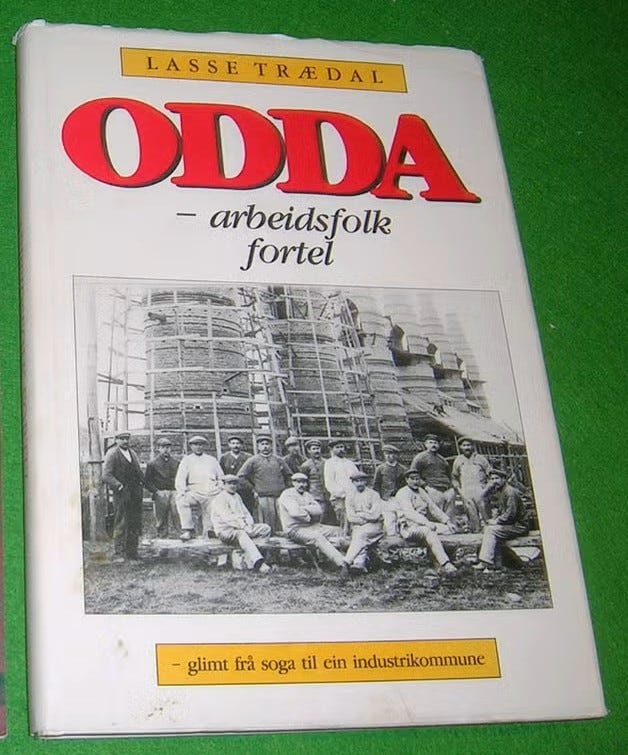 LASSE TRÆDAL
ODDA
– arbeidsfolk
fortel
– glimt frå soga til ein industrikommune